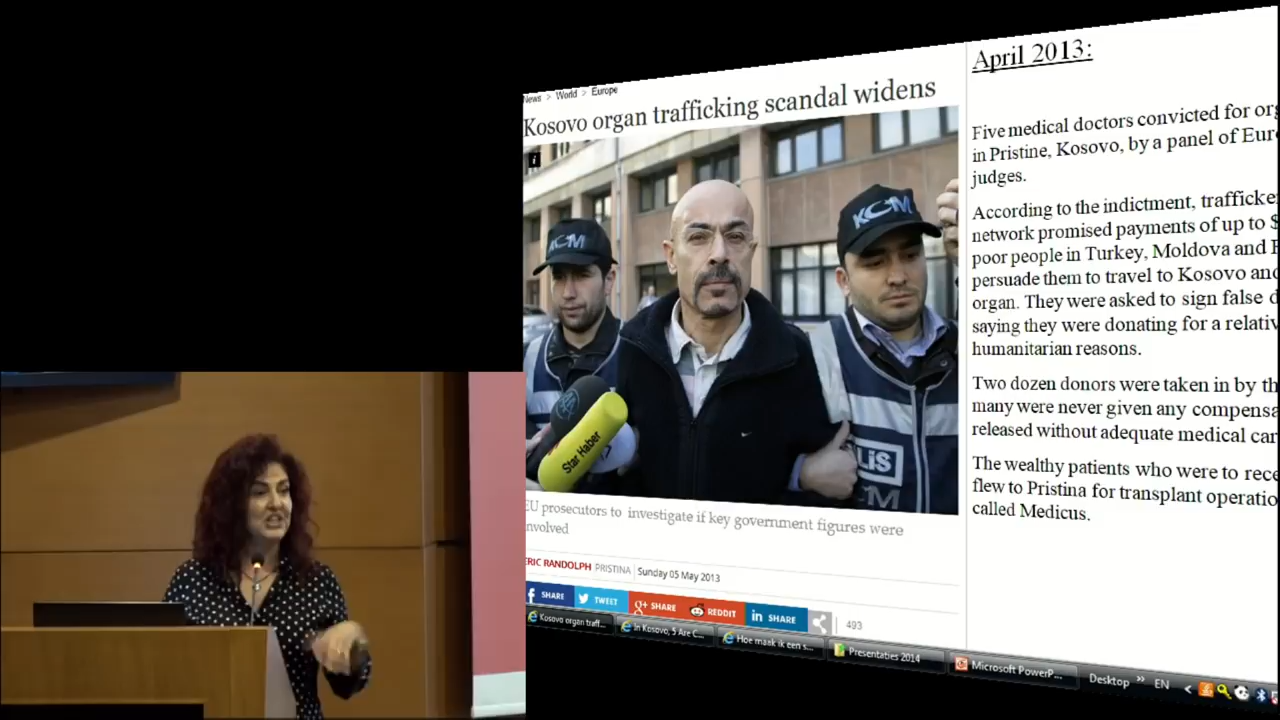 News > World > Europe
Kosovo organ trafficking scandal widens
i
KCM
KCM
Star Haber
LiS
CM
EU prosecutors to investigate if key government figures were
involved
ERIC RANDOLPH PRISTINA Sunday 05 May 2013
f SHARE TWEET g+ SHARE REDDIT in SHARE 493
Kosovo organ traff... In Kosovo, 5 Are C... Hoe maak ik een s... Presentaties 2014 Microsoft PowerP... Desktop » EN <
April 2013:
Five medical doctors convicted for org
in Pristine, Kosovo, by a panel of Eur
judges.
According to the indictment, trafficke
network promised payments of up to $
poor people in Turkey, Moldova and
persuade them to travel to Kosovo and
organ. They were asked to sign false d
saying they were donating for a relativ
humanitarian reasons.
Two dozen donors were taken in by th
many were never given any compensa
released without adequate medical car
The wealthy patients who were to rece
flew to Pristina for transplant operatio
called Medicus.